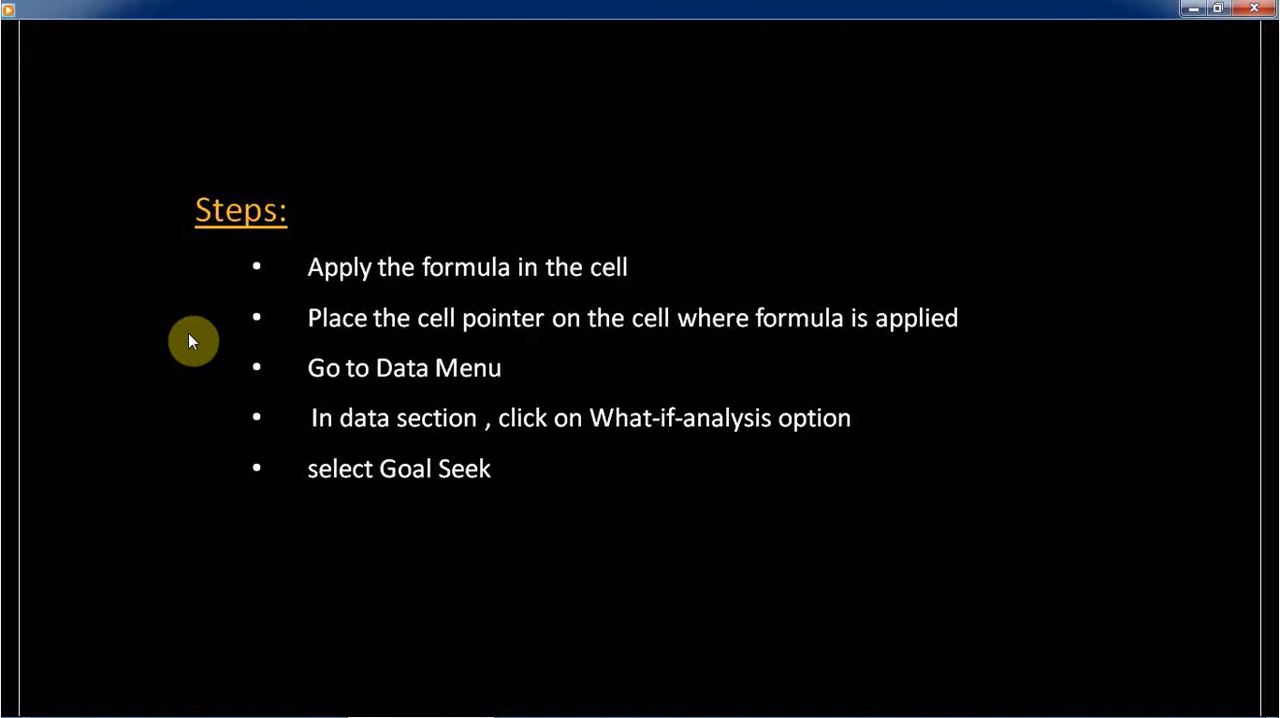 Steps:
• Apply the formula in the cell
• Place the cell pointer on the cell where formula is applied
• Go to Data Menu
• In data section , click on What-if-analysis option
• select Goal Seek